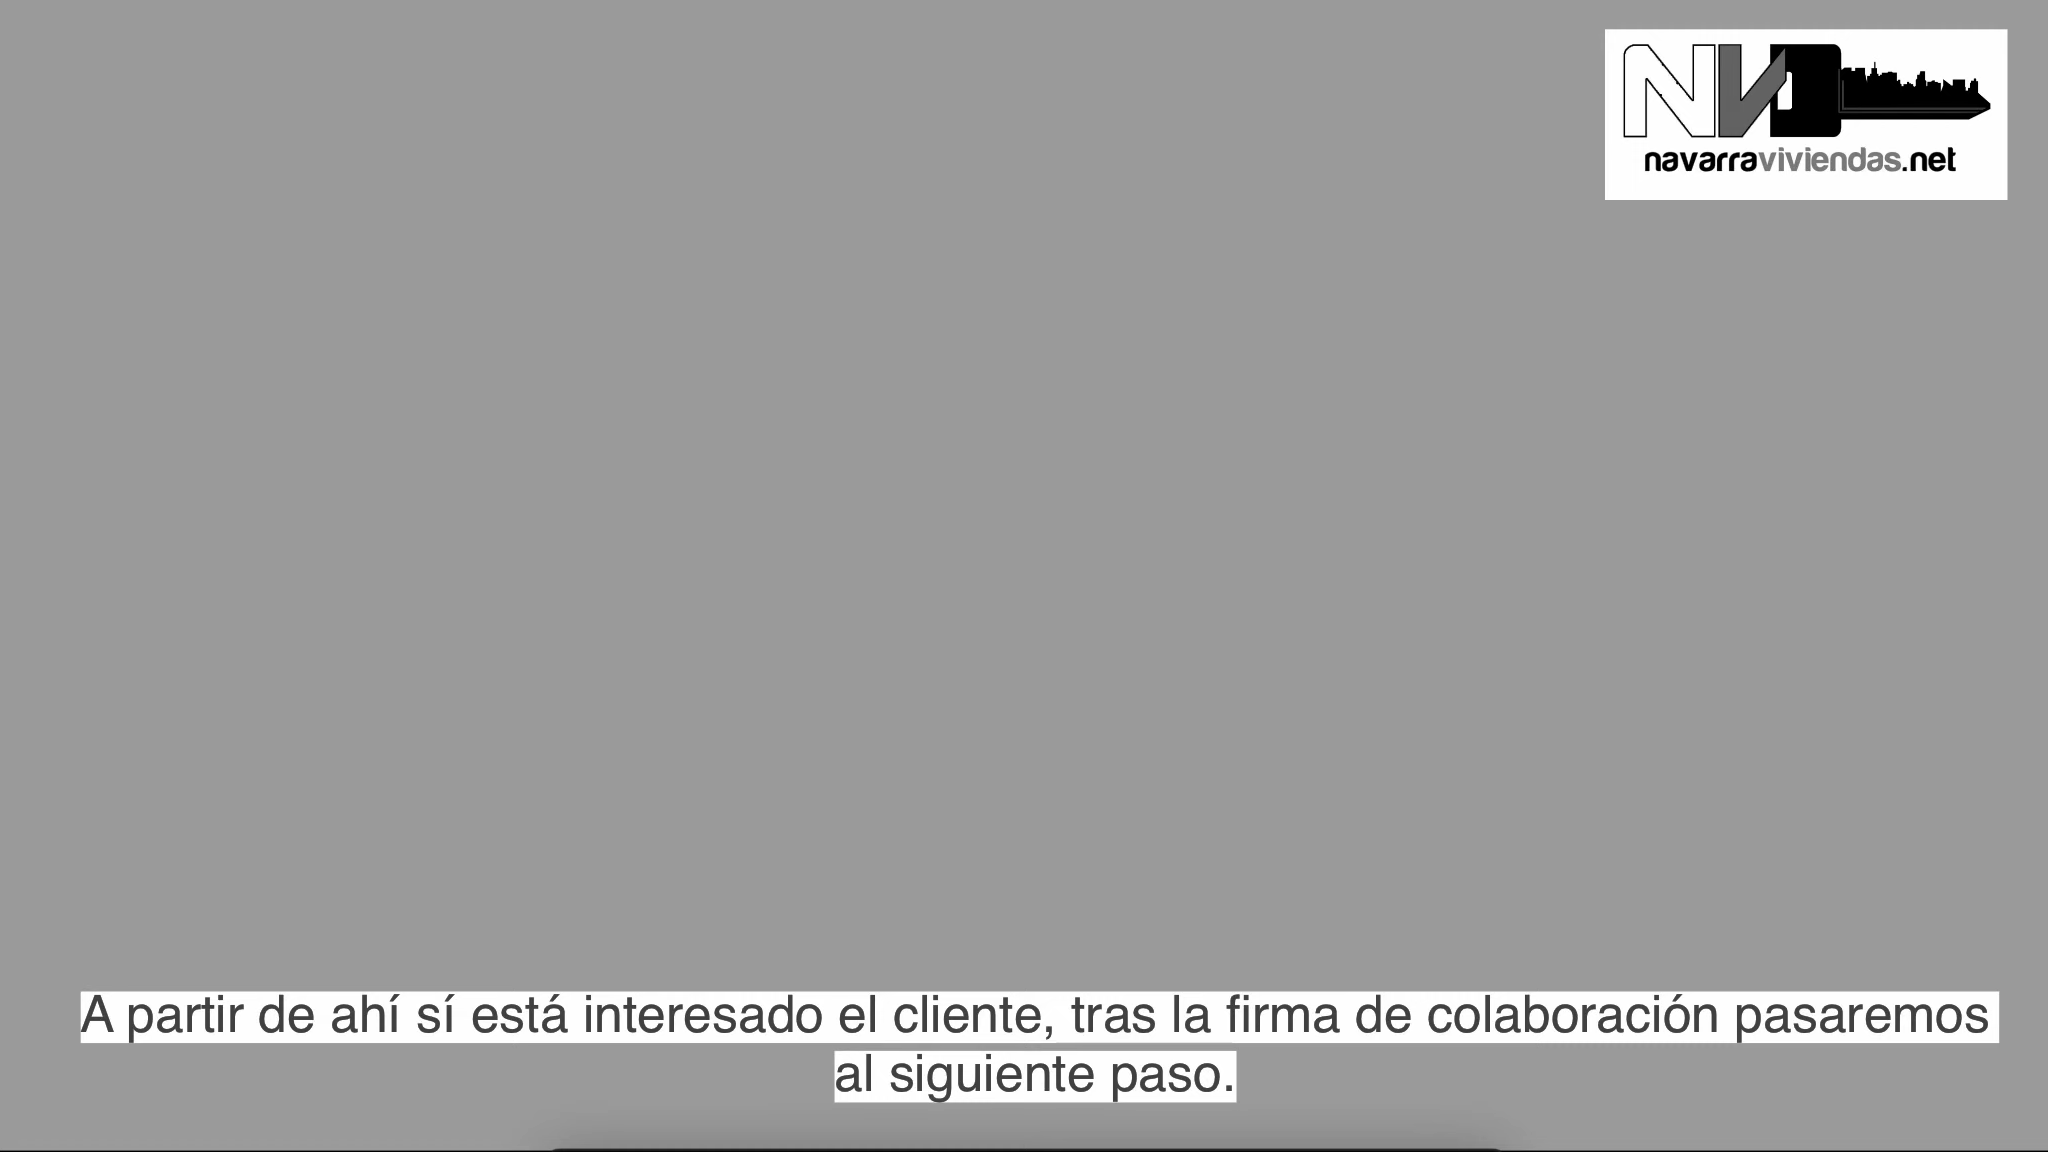 NV
navarraviviendas.net
A partir de ahí sí está interesado el cliente, tras la firma de colaboración pasaremos
al siguiente paso.